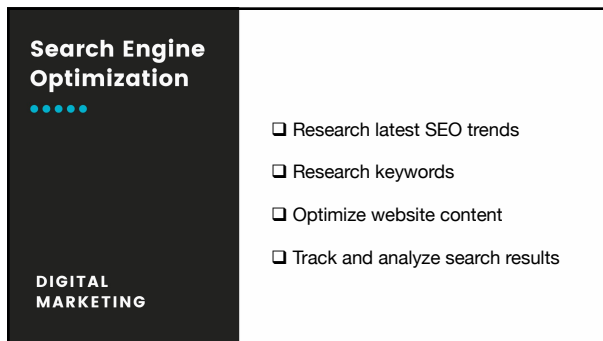 Search Engine
Optimization
DIGITAL
MARKETING
❑ Research latest SEO trends
❑ Research keywords
❑ Optimize website content
❑ Track and analyze search results